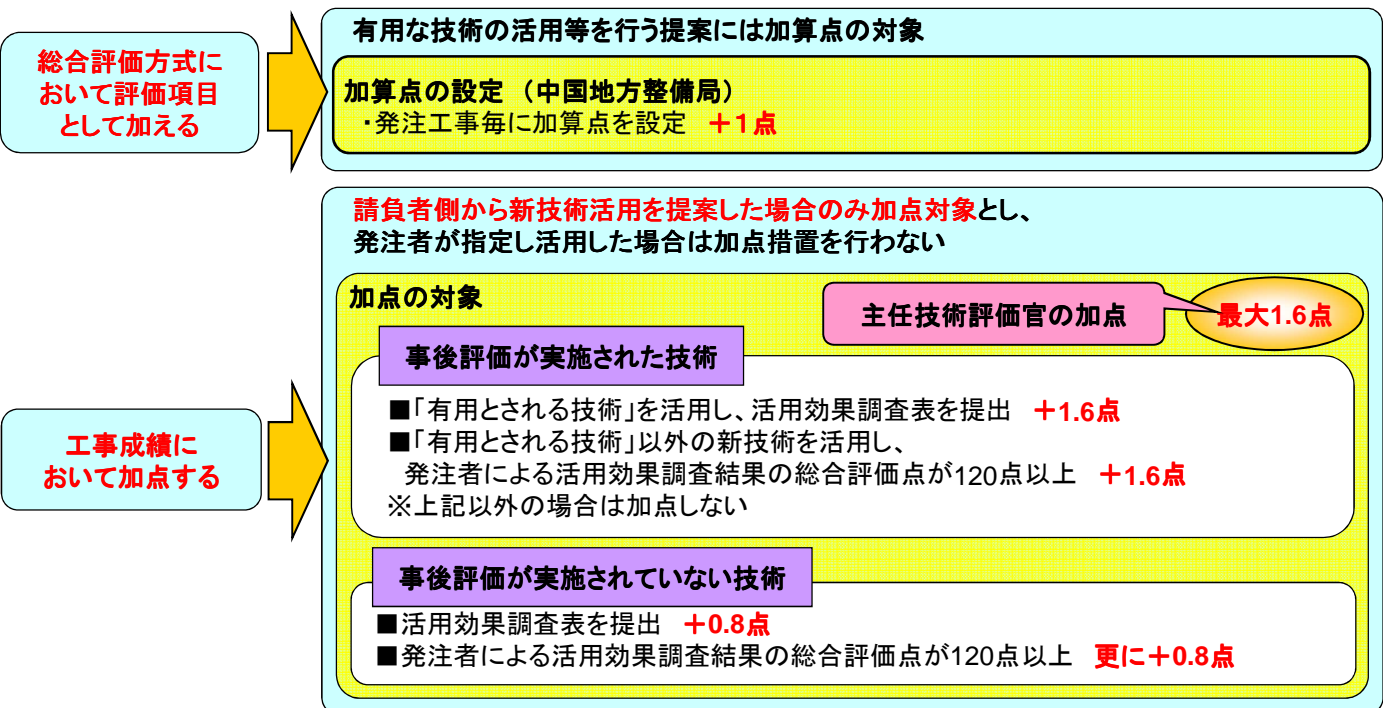 総合評価方式に
おいて評価項目
として加える
有用な技術の活用等を行う提案には加算点の対象
加算点の設定 （中国地方整備局）
・発注工事毎に加算点を設定 ＋１点
工事成績に
おいて加点する
請負者側から新技術活用を提案した場合のみ加点対象とし、
発注者が指定し活用した場合は加点措置を行わない
加点の対象
主任技術評価官の加点
最大1.6点
事後評価が実施された技術
■「有用とされる技術」を活用し、活用効果調査表を提出 ＋1.6点
■「有用とされる技術」以外の新技術を活用し、
発注者による活用効果調査結果の総合評価点が120点以上 ＋1.6点
※上記以外の場合は加点しない
事後評価が実施されていない技術
■活用効果調査表を提出 ＋0.8点
■発注者による活用効果調査結果の総合評価点が120点以上 更に＋0.8点